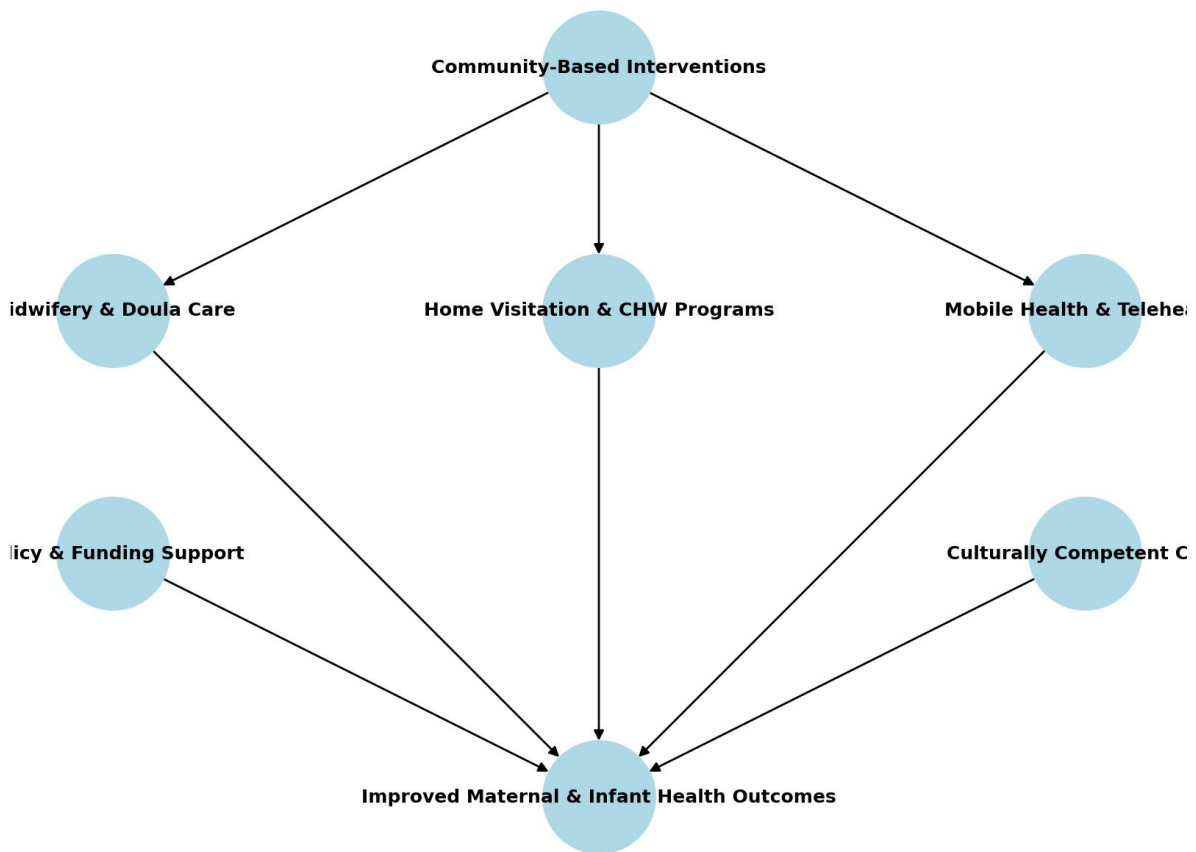 Community-Based Interventions
idwifery & Doula Care
Home Visitation & CHW Programs
Mobile Health & Telehea
licy & Funding Support
Culturally Competent C
Improved Maternal & Infant Health Outcomes